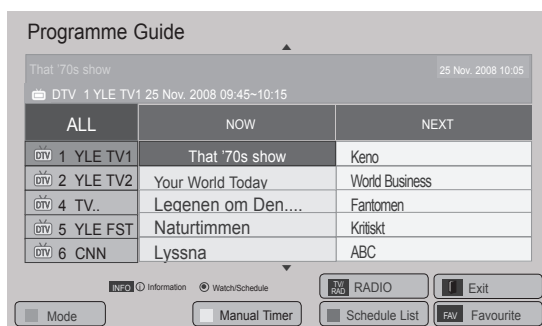 Programme Guide
That '70s show 25 Nov. 2008 10:05
DTV 1 YLE TV1 25 Nov. 2008 09:45~10:15
ALL NOW NEXT
DTV 1 YLE TV1 That '70s show Keno
DTV 2 YLE TV2 Your World Today World Business
DTV 4 TV.. Legenen om Den.... Fantomen
DTV 5 YLE FST Naturtimmen Kritiskt
DTV 6 CNN Lyssna ABC
INFO i Information Watch/Schedule TV/RAD RADIO Exit
Mode Manual Timer Schedule List FAV Favourite